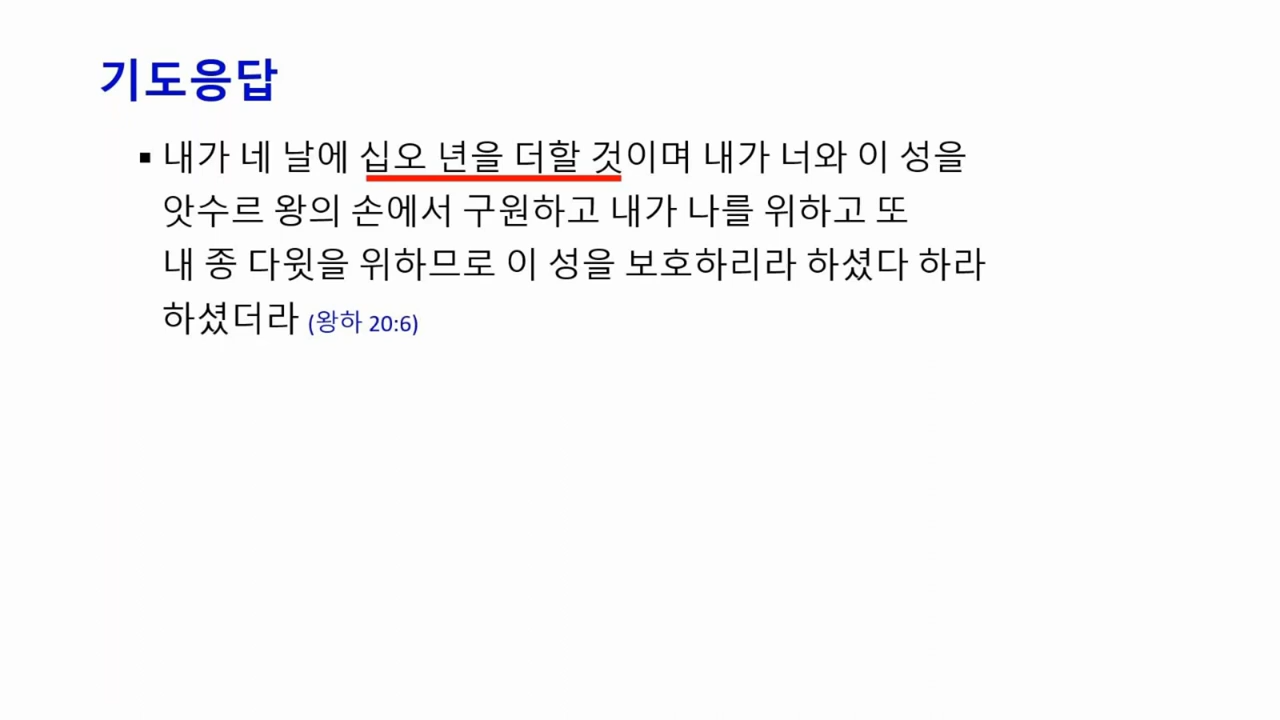 기도응답
▪ 내가 네 날에 십오 년을 더할 것이며 내가 너와 이 성을
앗수르 왕의 손에서 구원하고 내가 나를 위하고 또
내 종 다윗을 위하므로 이 성을 보호하리라 하셨다 하라
하셨더라 (왕하 20:6)